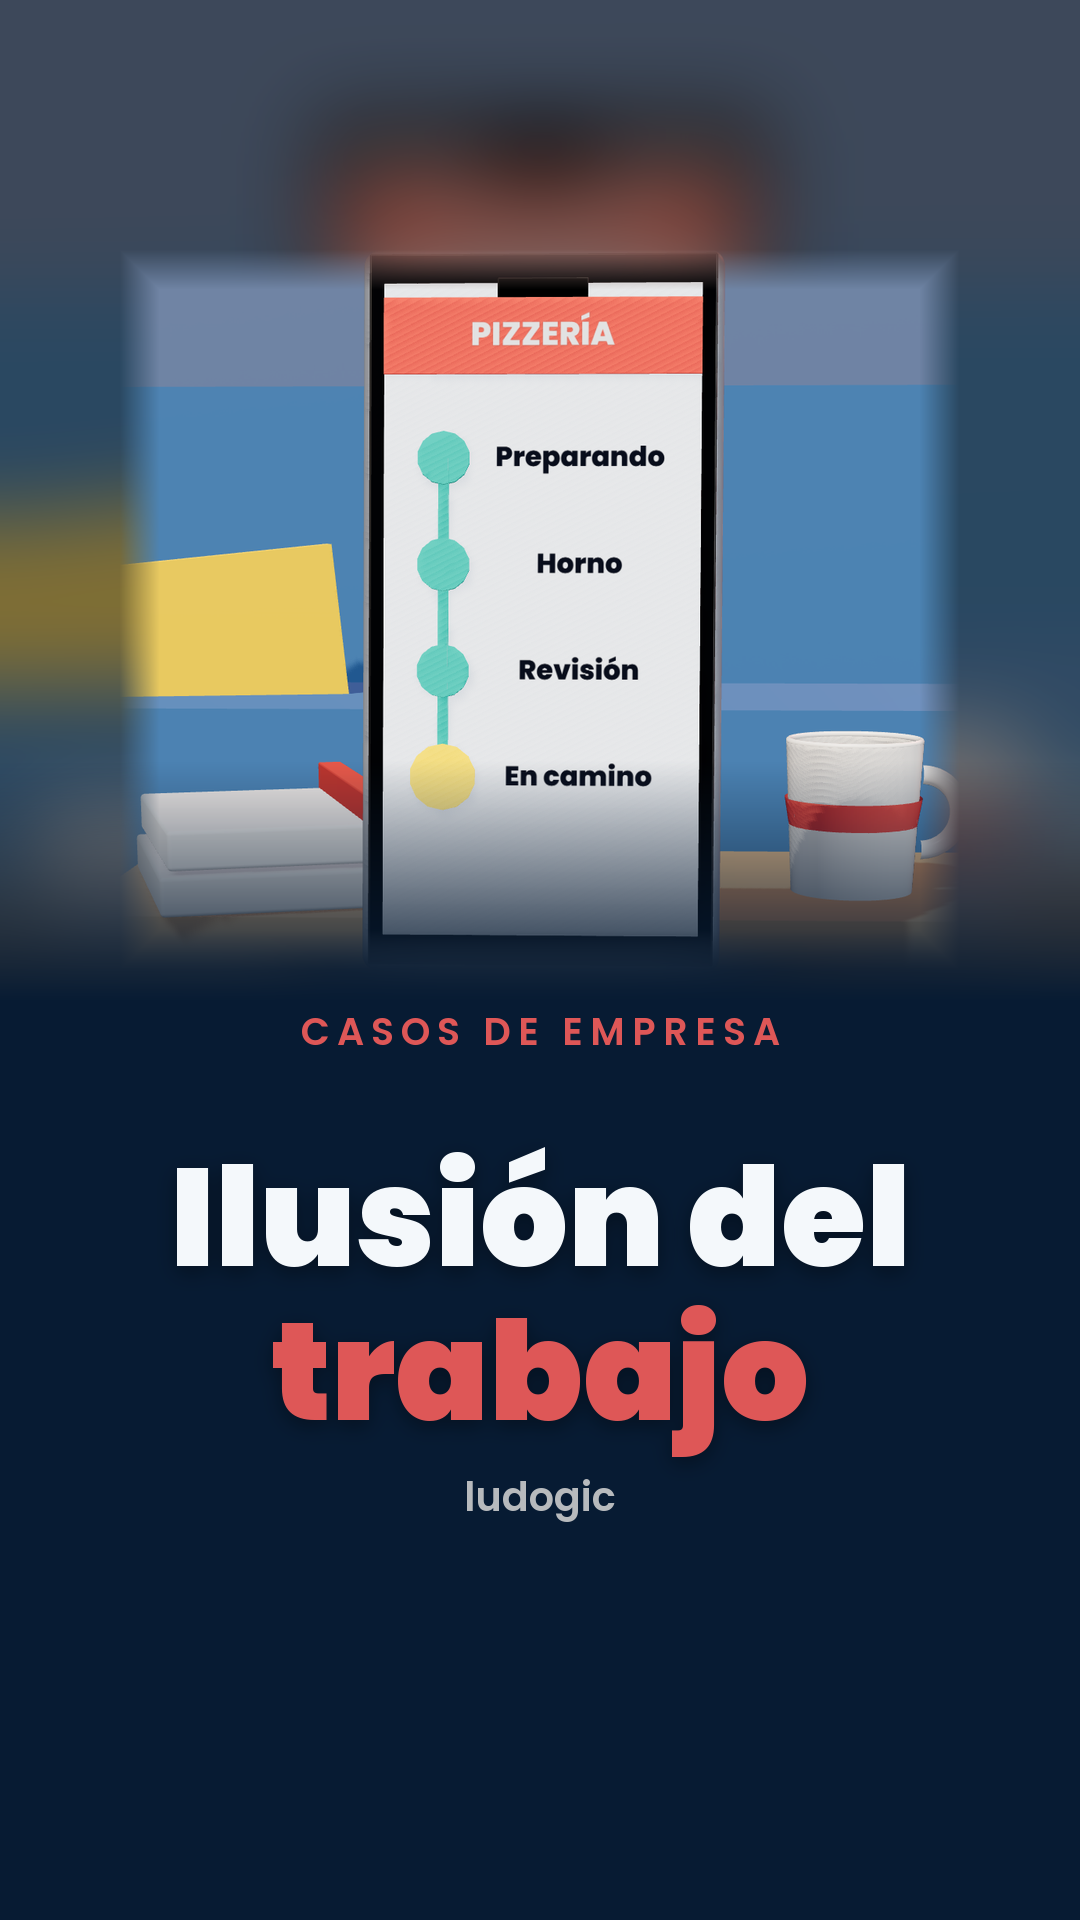 PIZZERÍA
Preparando
Horno
Revisión
En camino
CASOS DE EMPRESA
Ilusión del
trabajo
ludogic